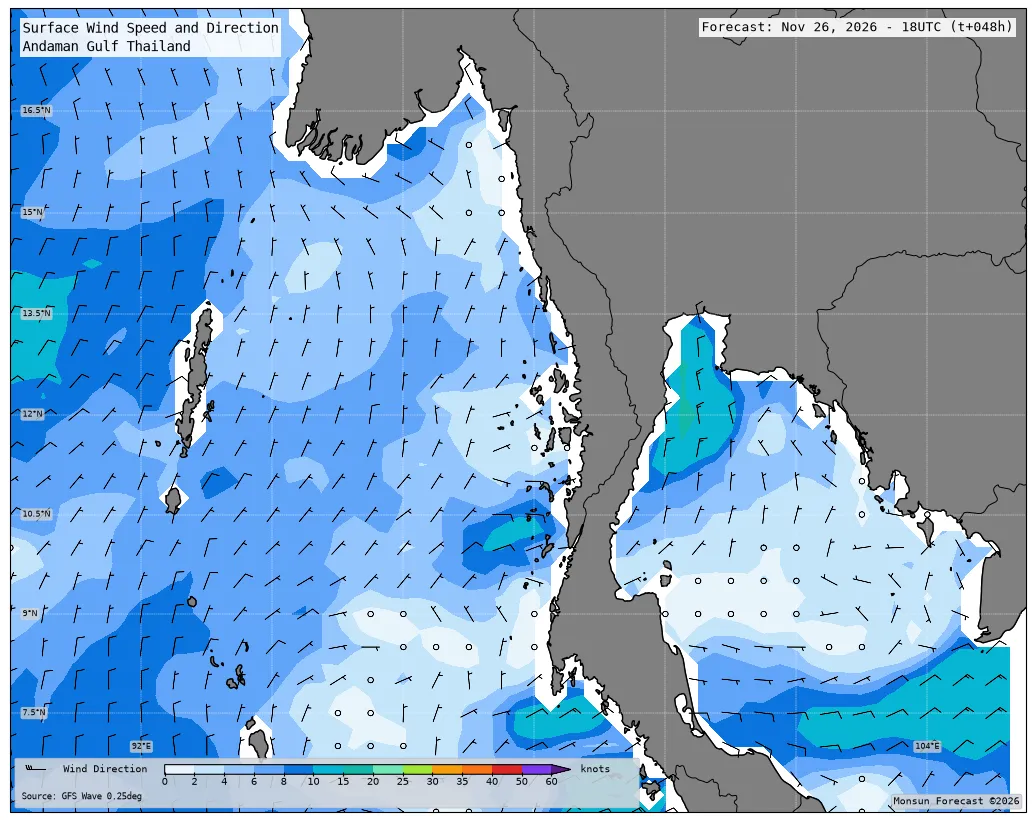 Surface Wind Speed and Direction
Andaman Gulf Thailand
Forecast: Nov 26, 2026 - 18UTC (t+048h)
16.5°N
15°N
13.5°N
12°N
10.5°N
9°N
7.5°N
92°E
104°E
Wind Direction
0 2 4 6 8 10 15 20 25 30 35 40 50 60
knots
Source: GFS Wave 0.25deg
Monsun Forecast ©2026